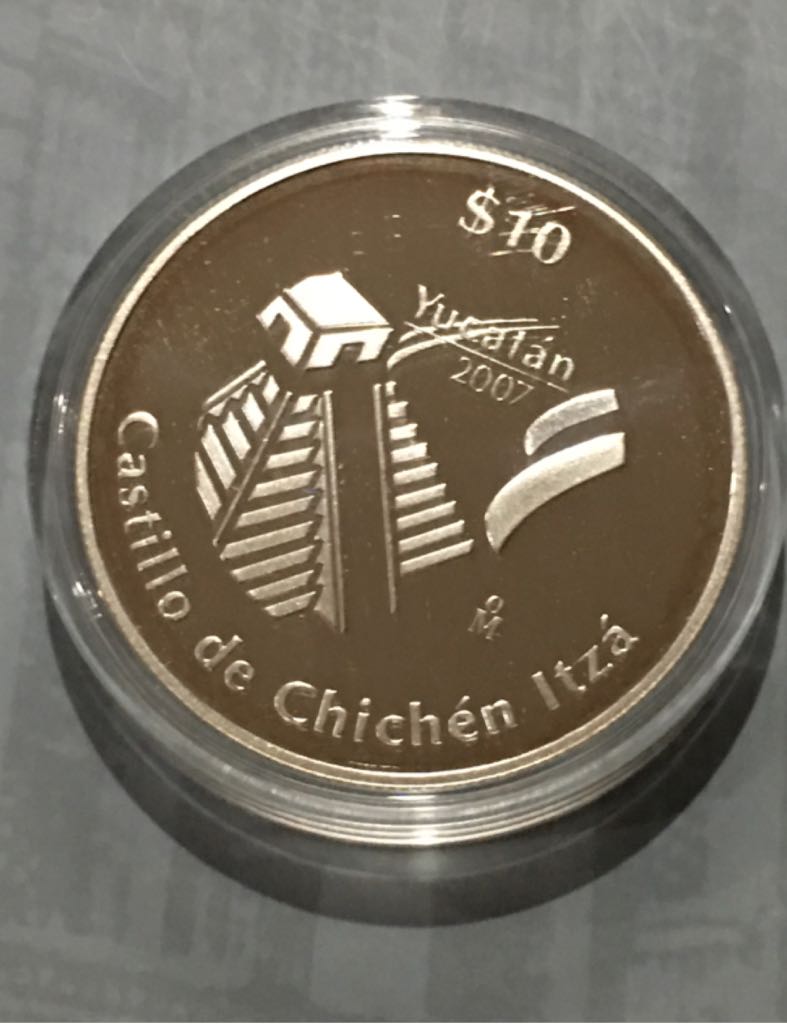 $10
Yucatán
2007
Castillo de Chichén Itzá
Mo